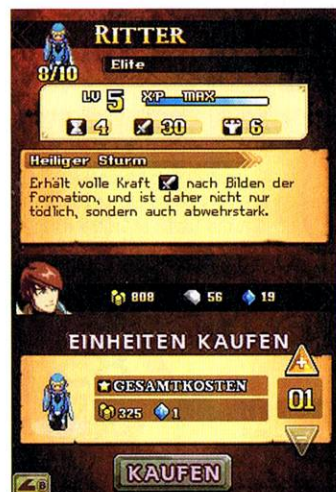 RITTER
Elite
8/10
LV 5 XP MAX
4 30 6
Heiliger Sturm
Erhält volle Kraft nach Bilden der
Formation, und ist daher nicht nur
tödlich, sondern auch abwehrstark.
808 56 19
EINHEITEN KAUFEN
GESAMTKOSTEN
325 1
01
KAUFEN
B